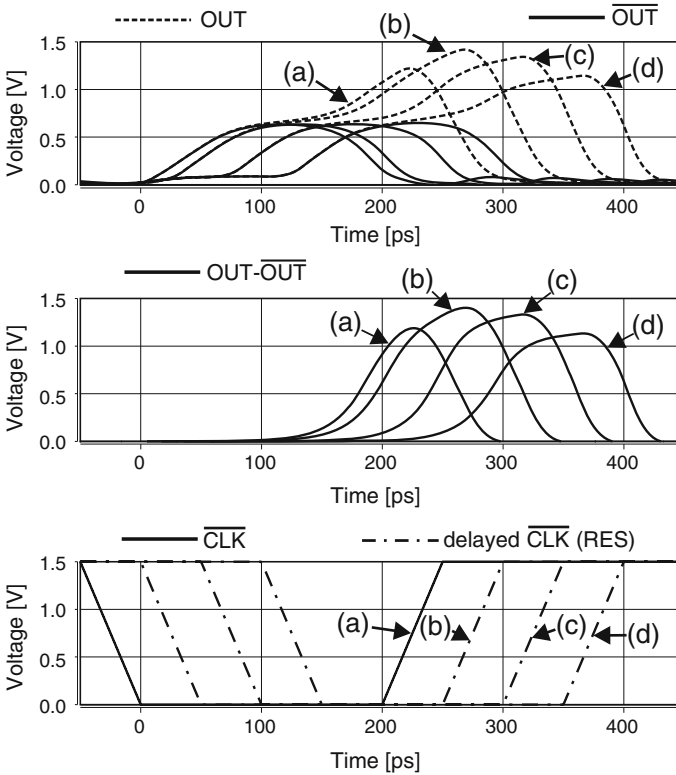 OUT OUT
(a) (b) (c) (d)
Voltage [V]
1.5
1.0
0.5
0.0
0 100 200 300 400
Time [ps]
OUT-OUT
(a) (b) (c) (d)
Voltage [V]
1.5
1.0
0.5
0.0
0 100 200 300 400
Time [ps]
CLK delayed CLK (RES)
(a) (b) (c) (d)
Voltage [V]
1.5
1.0
0.5
0.0
0 100 200 300 400
Time [ps]